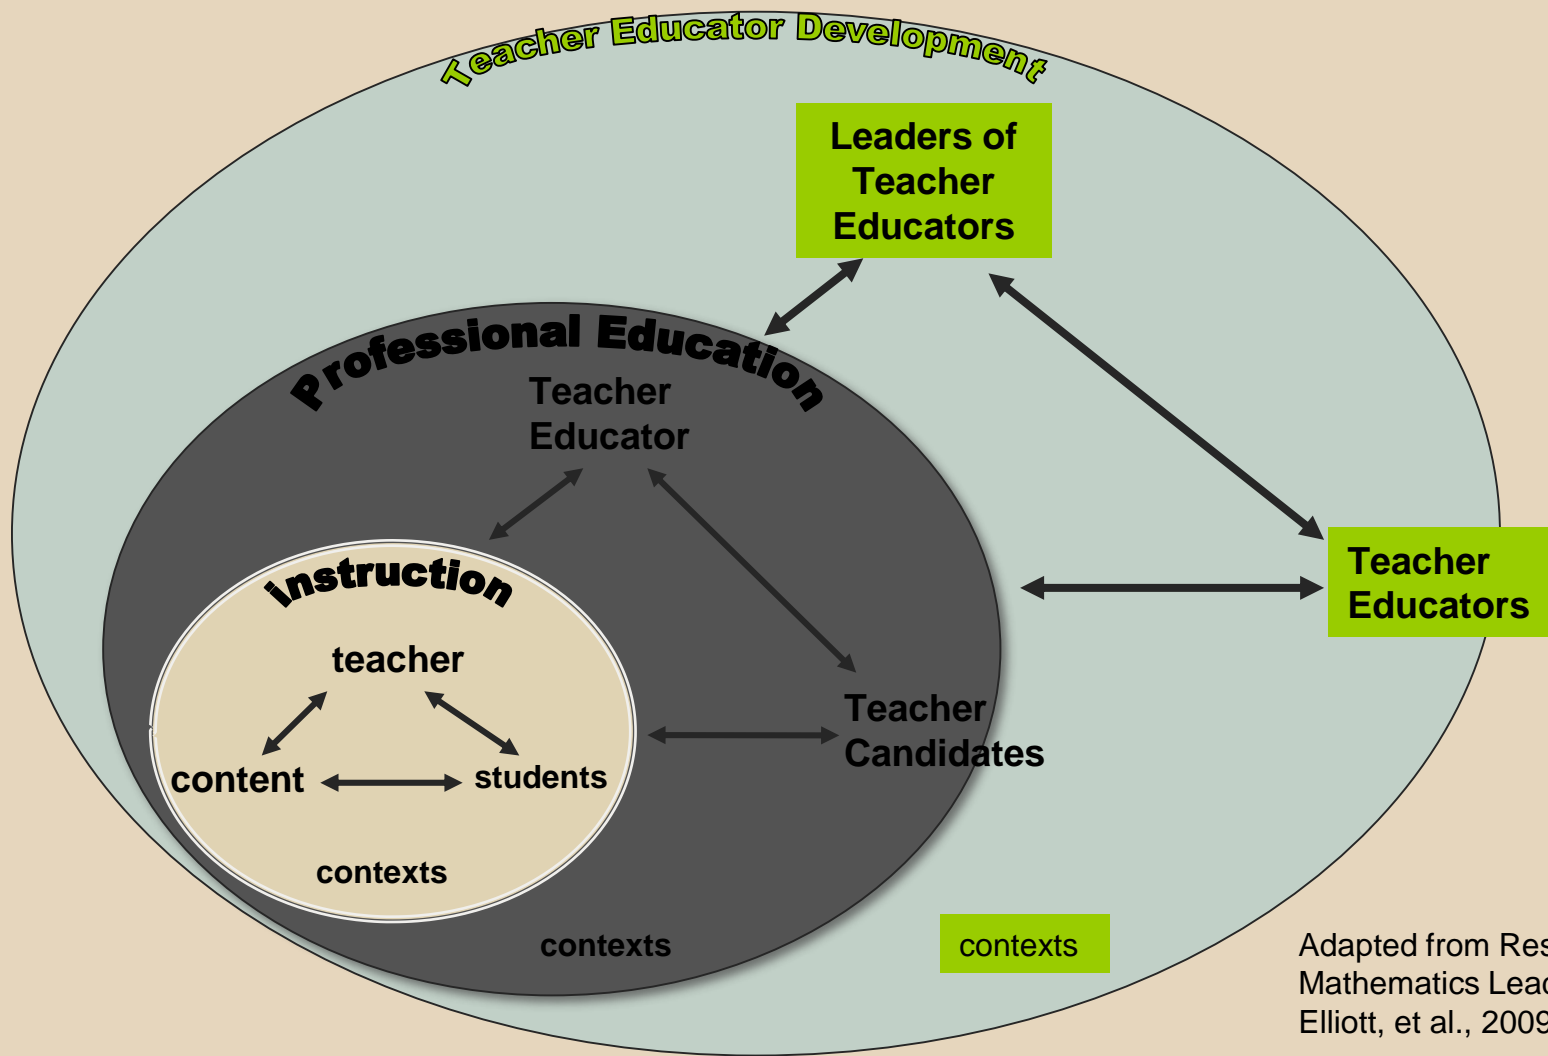 Teacher Educator Development
Leaders of
Teacher
Educators
Professional Education
Teacher
Educator
instruction
Teacher
Educators
teacher
Teacher
Candidates
content
students
contexts
contexts
contexts
Adapted from
Mathematics
Elliott, et al., 2009